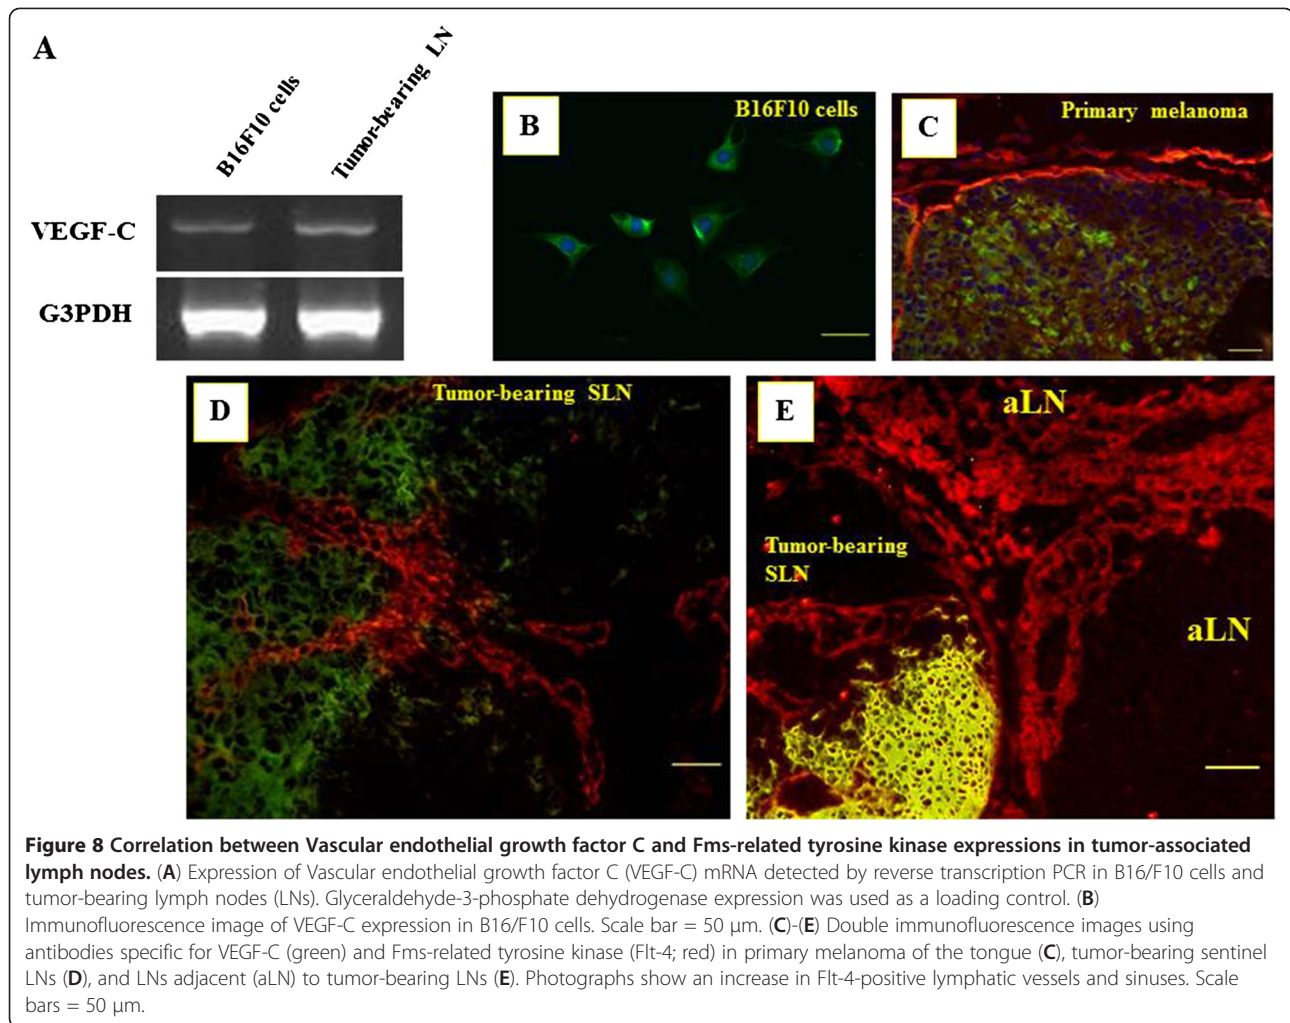 A
B16F10 cells
Tumor-bearing LN
VEGF-C
G3PDH
B
B16F10 cells
C
Primary melanoma
D
Tumor-bearing SLN
E
aLN
Tumor-bearing
SLN
aLN
Figure 8 Correlation between Vascular endothelial growth factor C and Fms-related tyrosine kinase expressions in tumor-associated
lymph nodes. (A) Expression of Vascular endothelial growth factor C (VEGF-C) mRNA detected by reverse transcription PCR in B16/F10 cells and
tumor-bearing lymph nodes (LNs). Glyceraldehyde-3-phosphate dehydrogenase expression was used as a loading control. (B)
Immunofluorescence image of VEGF-C expression in B16/F10 cells. Scale bar = 50 μm. (C)-(E) Double immunofluorescence images using
antibodies specific for VEGF-C (green) and Fms-related tyrosine kinase (Flt-4; red) in primary melanoma of the tongue (C), tumor-bearing sentinel
LNs (D), and LNs adjacent (aLN) to tumor-bearing LNs (E). Photographs show an increase in Flt-4-positive lymphatic vessels and sinuses. Scale
bars = 50 μm.